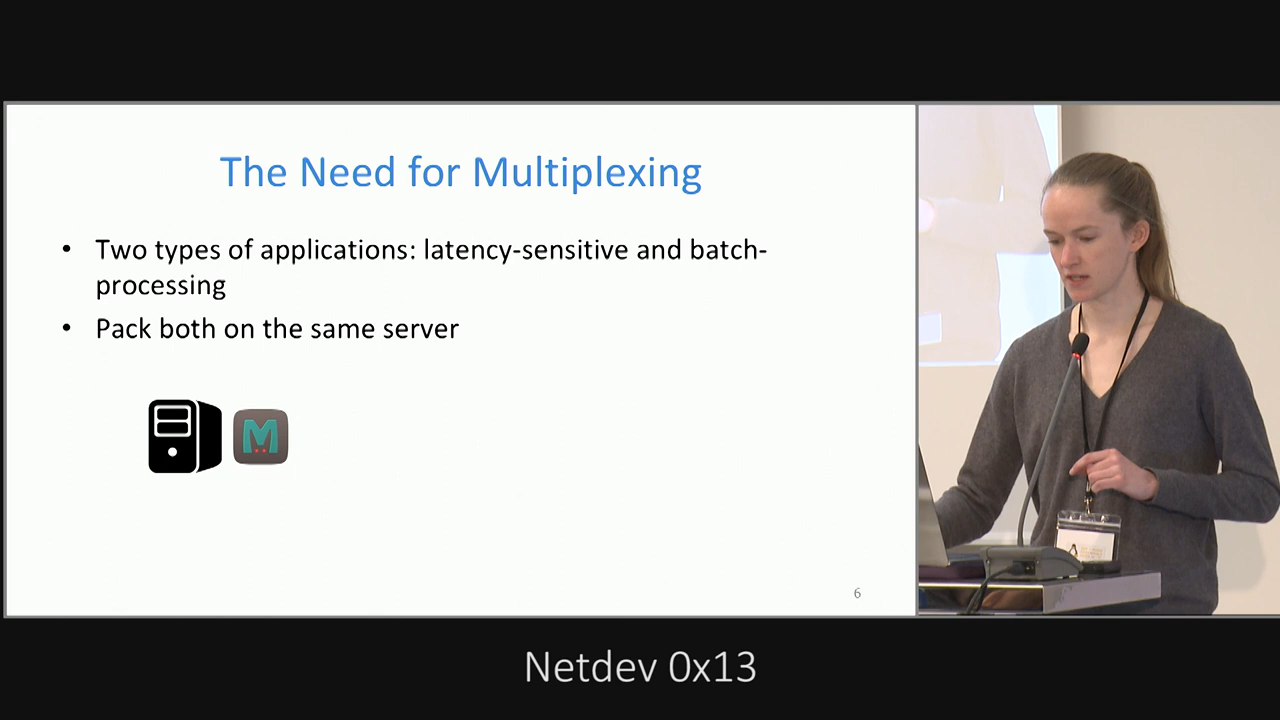 The Need for Multiplexing
• Two types of applications: latency-sensitive and batch-
processing
• Pack both on the same server
M
6
Netdev 0x13